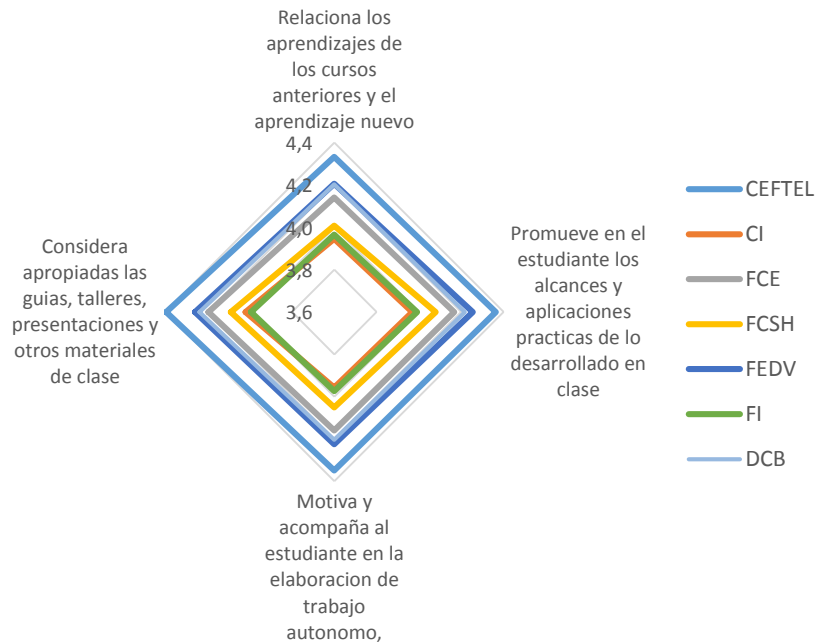 Relaciona los
aprendizajes de
los cursos
anteriores y el
aprendizaje nuevo
4,4
4,2
4,0
3,8
3,6
Considera
apropiadas las
guias, talleres,
presentaciones y
otros materiales
de clase
Promueve en el
estudiante los
alcances y
aplicaciones
practicas de lo
desarrollado en
clase
Motiva y
acompaña al
estudiante en la
elaboracion de
trabajo
autonomo,
CEFTEL
CI
FCE
FCSH
FEDV
FI
DCB